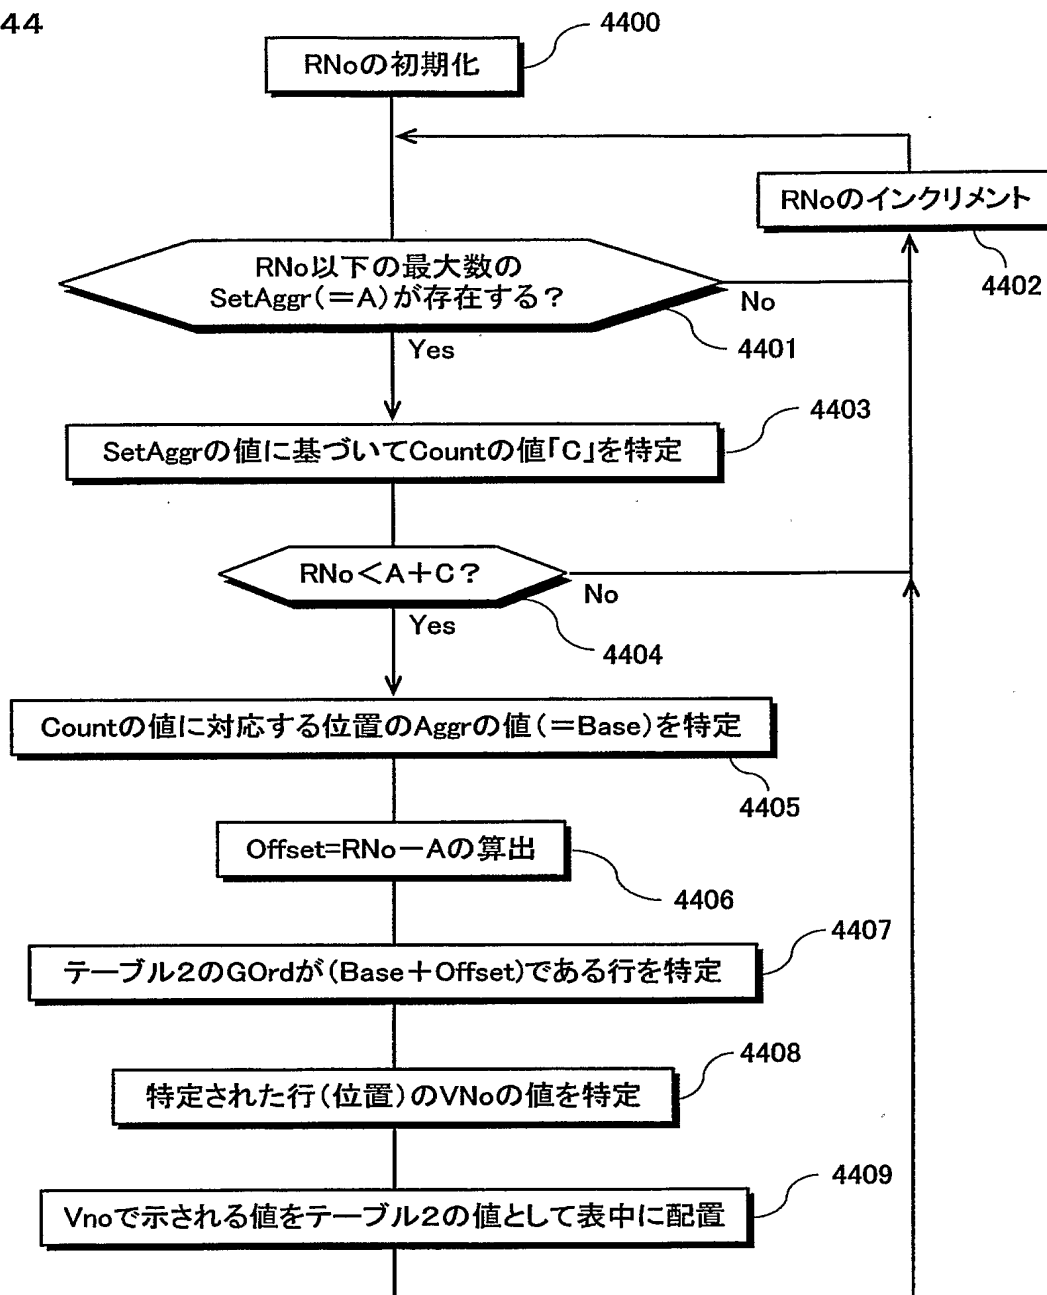 44
4400
RNoの初期化
RNoのインクリメント
4402
RNo以下の最大数の
SetAggr(=A)が存在する?
No
4401
Yes
4403
SetAggrの値に基づいてCountの値「C」を特定
RNo<A+C?
No
Yes
4404
Countの値に対応する位置のAggrの値(=Base)を特定
4405
Offset=RNo-Aの算出
4406
4407
テーブル2のGOrdが(Base+Offset)である行を特定
4408
特定された行(位置)のVNoの値を特定
4409
Vnoで示される値をテーブル2の値として表中に配置